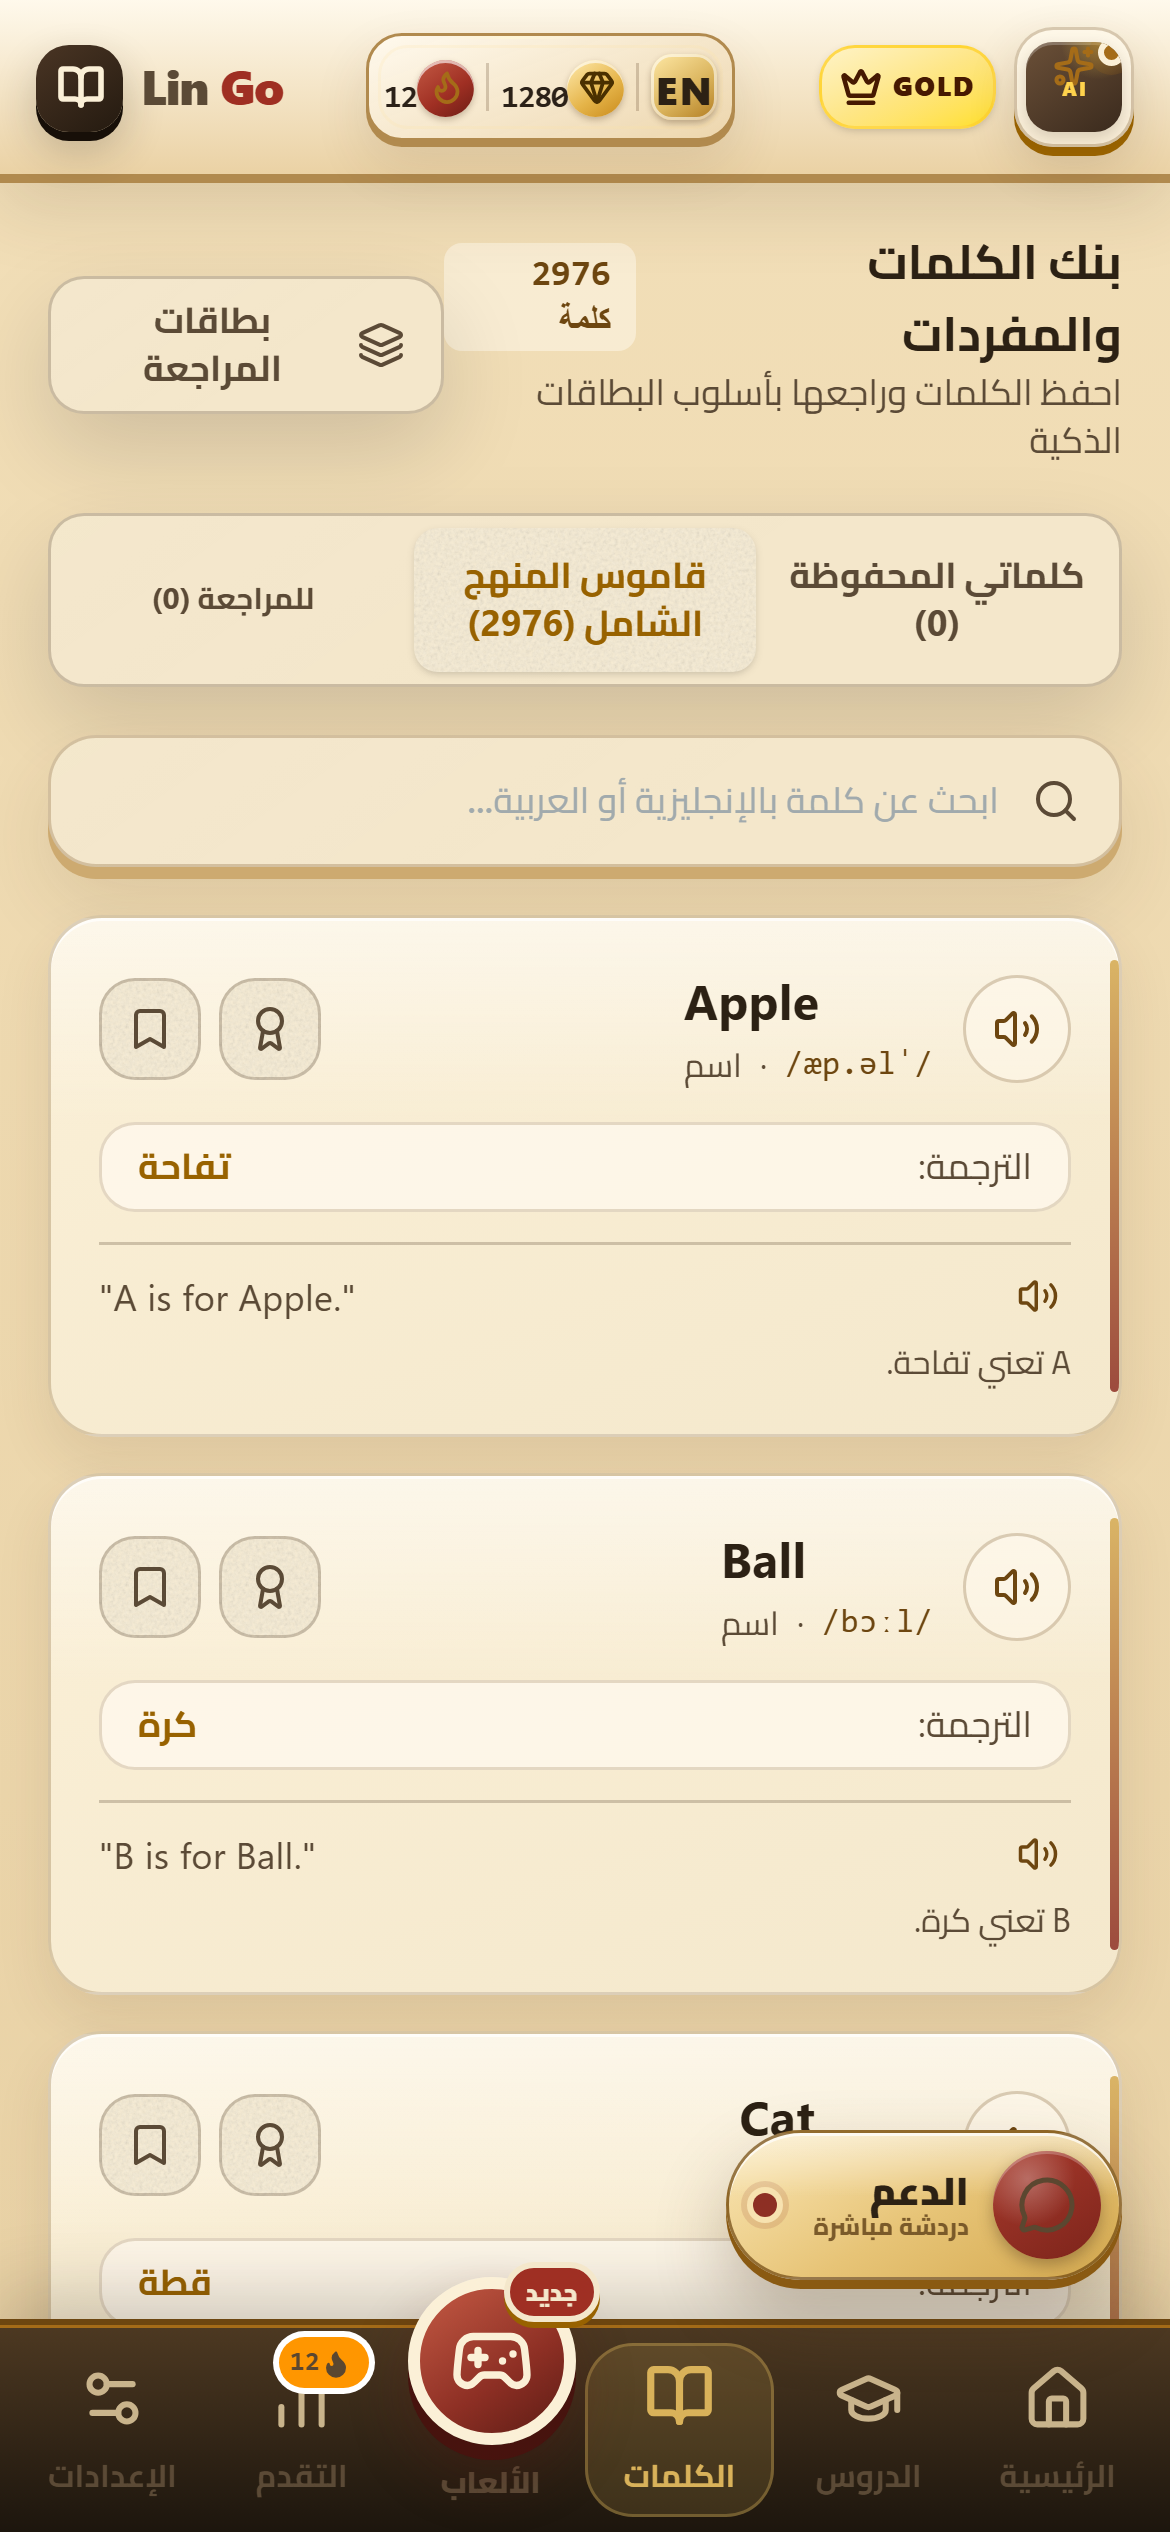 Lin Go
12
1280
EN
GOLD
AI
بنك الكلمات
والمفردات
2976
كلمة
احفظ الكلمات وراجعها بأسلوب البطاقات
الذكية
بطاقات
المراجعة
كلماتي المحفوظة
(0)
قاموس المنهج
الشامل (2976)
للمراجعة (0)
ابحث عن كلمة بالإنجليزية أو العربية...
Apple
/æp.əlˈ/ · اسم
الترجمة:
تفاحة
"A is for Apple."
A تعني تفاحة.
Ball
/bɔːl/ · اسم
الترجمة:
كرة
"B is for Ball."
B تعني كرة.
Cat
الترجمة:
قطة
الدعم
دردشة مباشرة
جديد
12
الرئيسية
الدروس
الكلمات
الألعاب
التقدم
الإعدادات